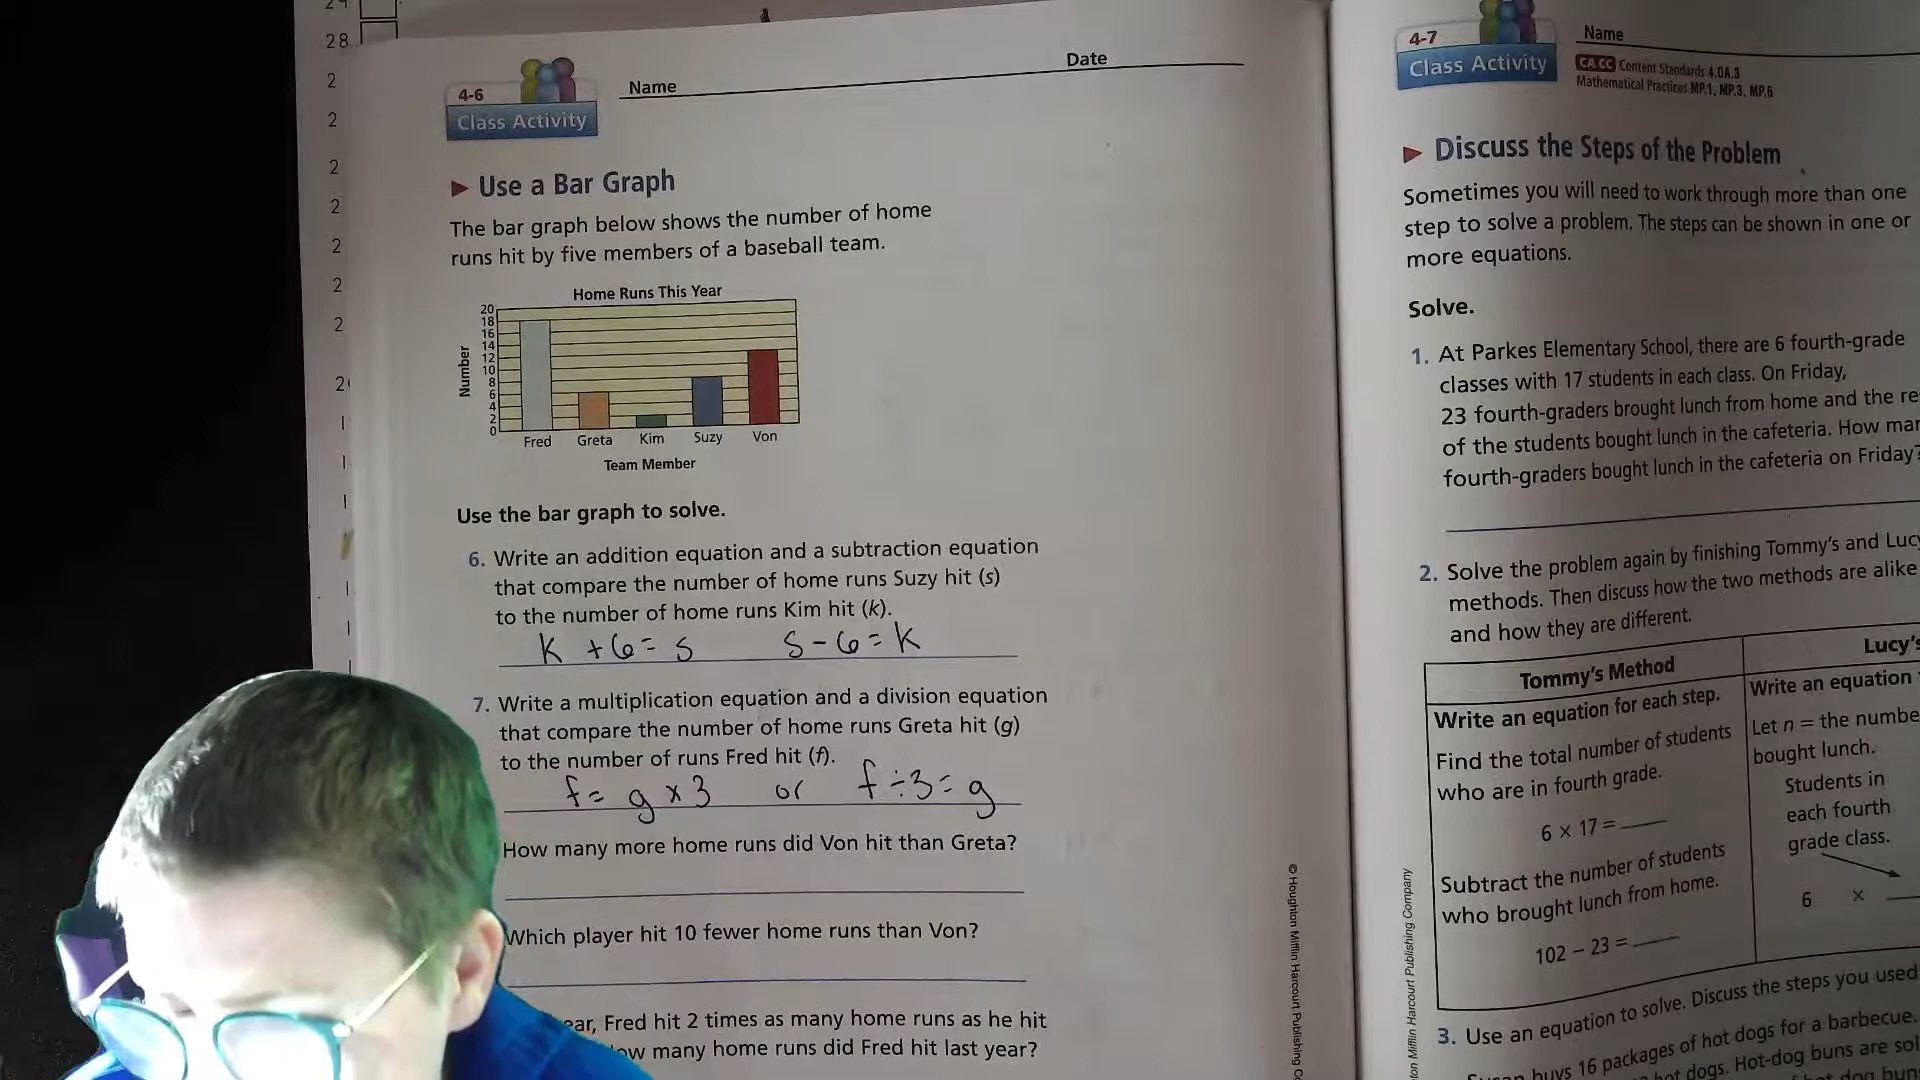 28
2
2
2
2
2
2
2
4-6
Class Activity
Name
Date
Use a Bar Graph
The bar graph below shows the number of home
runs hit by five members of a baseball team.
Home Runs This Year
Number
20
18
16
14
12
10
8
6
4
2
0
Fred Greta Kim Suzy Von
Team Member
Use the bar graph to solve.
6. Write an addition equation and a subtraction equation
that compare the number of home runs Suzy hit (s)
to the number of home runs Kim hit (k).
k + 6 = s s - 6 = k
7. Write a multiplication equation and a division equation
that compare the number of home runs Greta hit (g)
to the number of runs Fred hit (f).
f = g x 3 or f ÷ 3 = g
How many more home runs did Von hit than Greta?
Which player hit 10 fewer home runs than Von?
Fred hit 2 times as many home runs as he hit
many home runs did Fred hit last year?
© Houghton Mifflin Harcourt Publishing
4-7
Class Activity
Name
CA CC Content Standards 4.OA.3
Mathematical Practices MP.1, MP.3, MP.6
Discuss the Steps of the Problem
Sometimes you will need to work through more than one
step to solve a problem. The steps can be shown in one or
more equations.
Solve.
1. At Parkes Elementary School, there are 6 fourth-grade
classes with 17 students in each class. On Friday,
23 fourth-graders brought lunch from home and the
of the students bought lunch in the cafeteria. How
fourth-graders bought lunch in the cafeteria on Friday?
2. Solve the problem again by finishing Tommy's and
methods. Then discuss how the two methods are alike
and how they are different.
Tommy's Method
Lucy's
Write an equation for each step.
Find the total number of students
who are in fourth grade.
6 × 17 =
Subtract the number of students
who brought lunch from home.
102 − 23 =
Write an equation
Let n = the
bought lunch.
Students in
each fourth
grade class.
6 ×
3. Use an equation to solve. Discuss the steps you used
buys 16 packages of hot dogs for a barbecue.
hot dogs. Hot-dog buns are
Mifflin Harcourt Publishing Company